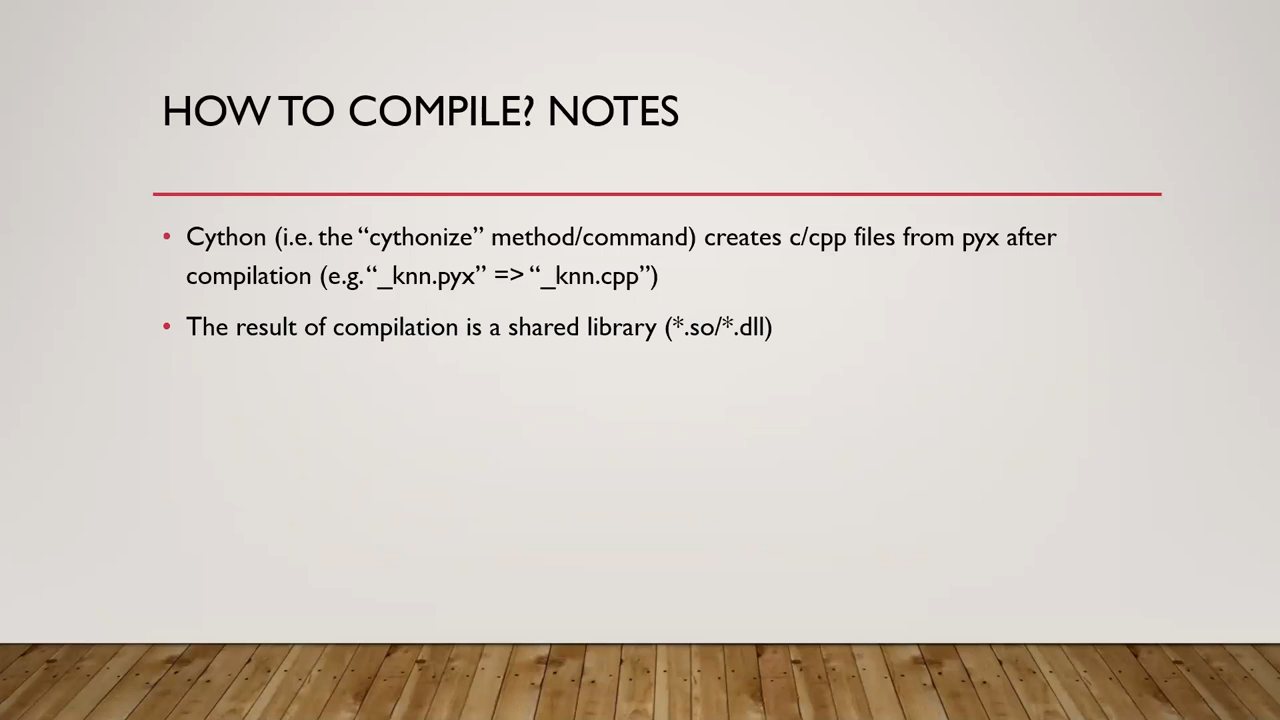 HOW TO COMPILE? NOTES
• Cython (i.e. the “cythonize” method/command) creates c/cpp files from pyx after
compilation (e.g. “_knn.pyx” => “_knn.cpp”)
• The result of compilation is a shared library (*.so/*.dll)